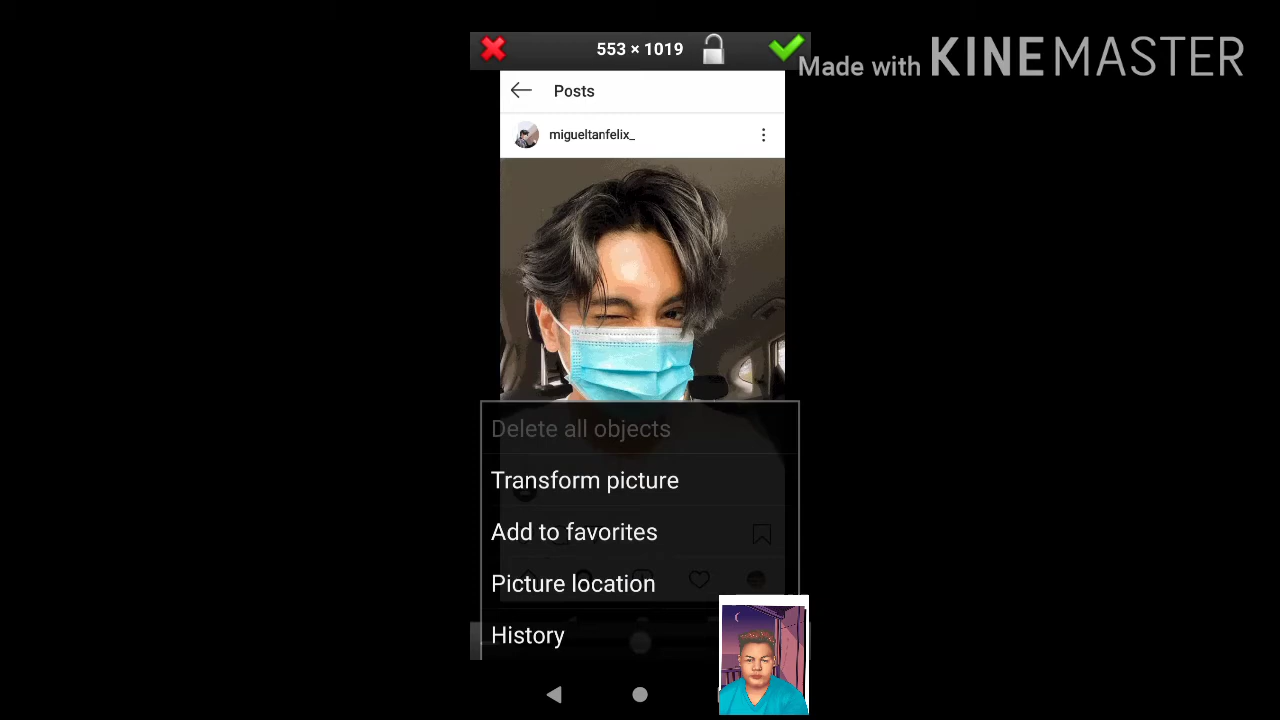 553 × 1019
Made with KINEMASTER
Posts
migueltanfelix_
Delete all objects
Transform picture
Add to favorites
Picture location
History